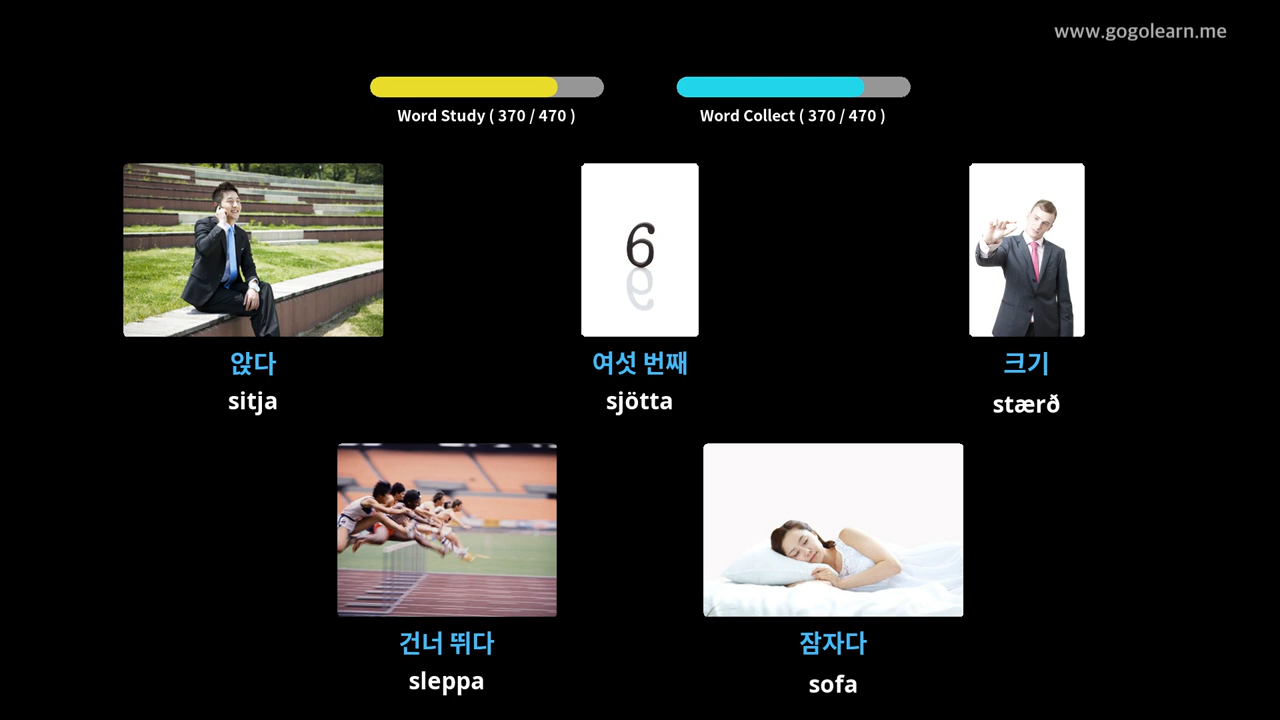 www.gogolearn.me
Word Study ( 370 / 470 )
Word Collect ( 370 / 470 )
6
앉다
sitja
여섯 번째
sjötta
크기
stærð
건너 뛰다
sleppa
잠자다
sofa